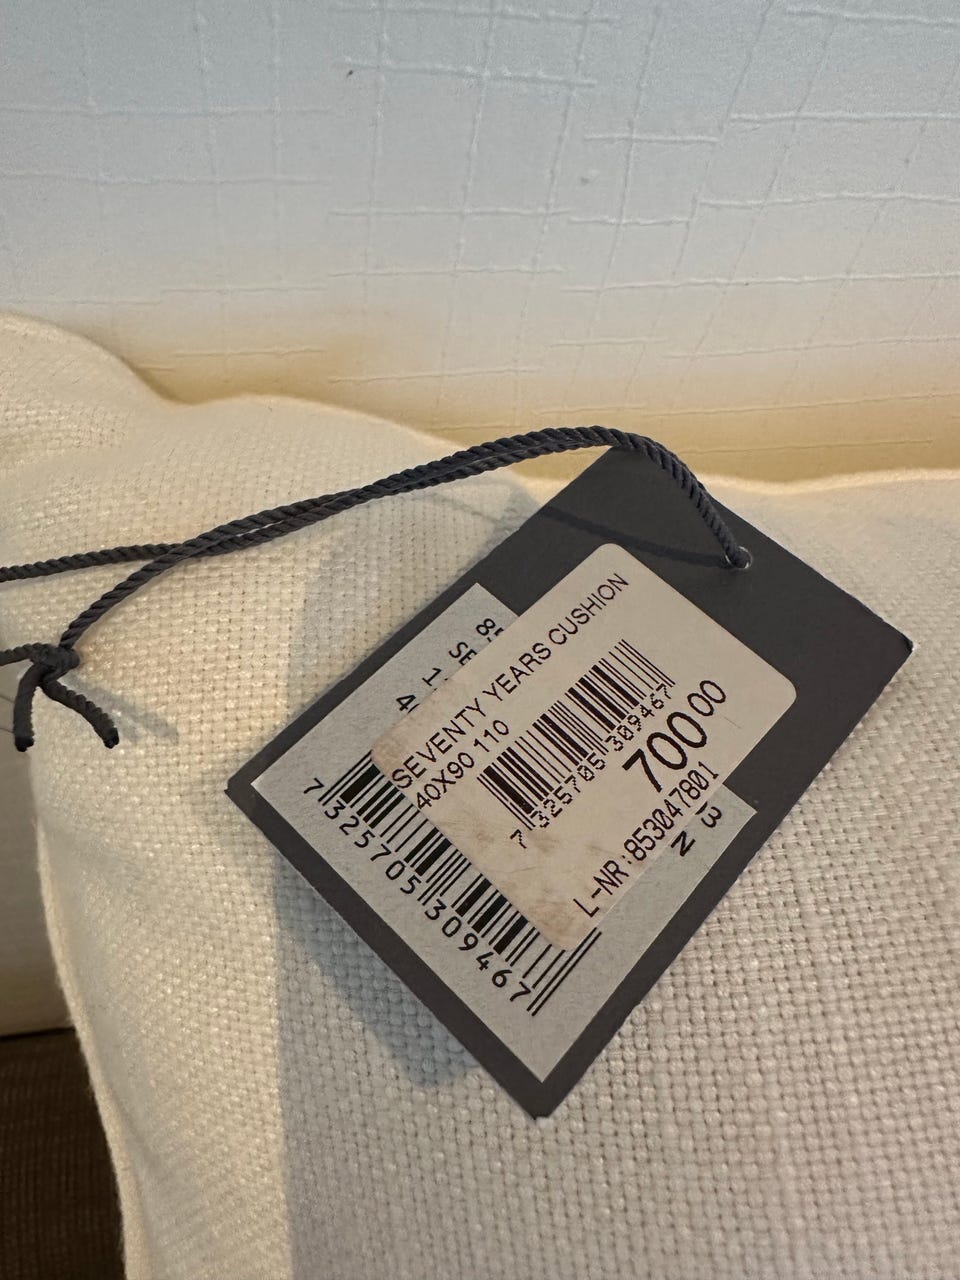 SEVENTY YEARS CUSHION
40X90 110
7 325705 309467
700 00
L-NR:853047801
7 325705 309467